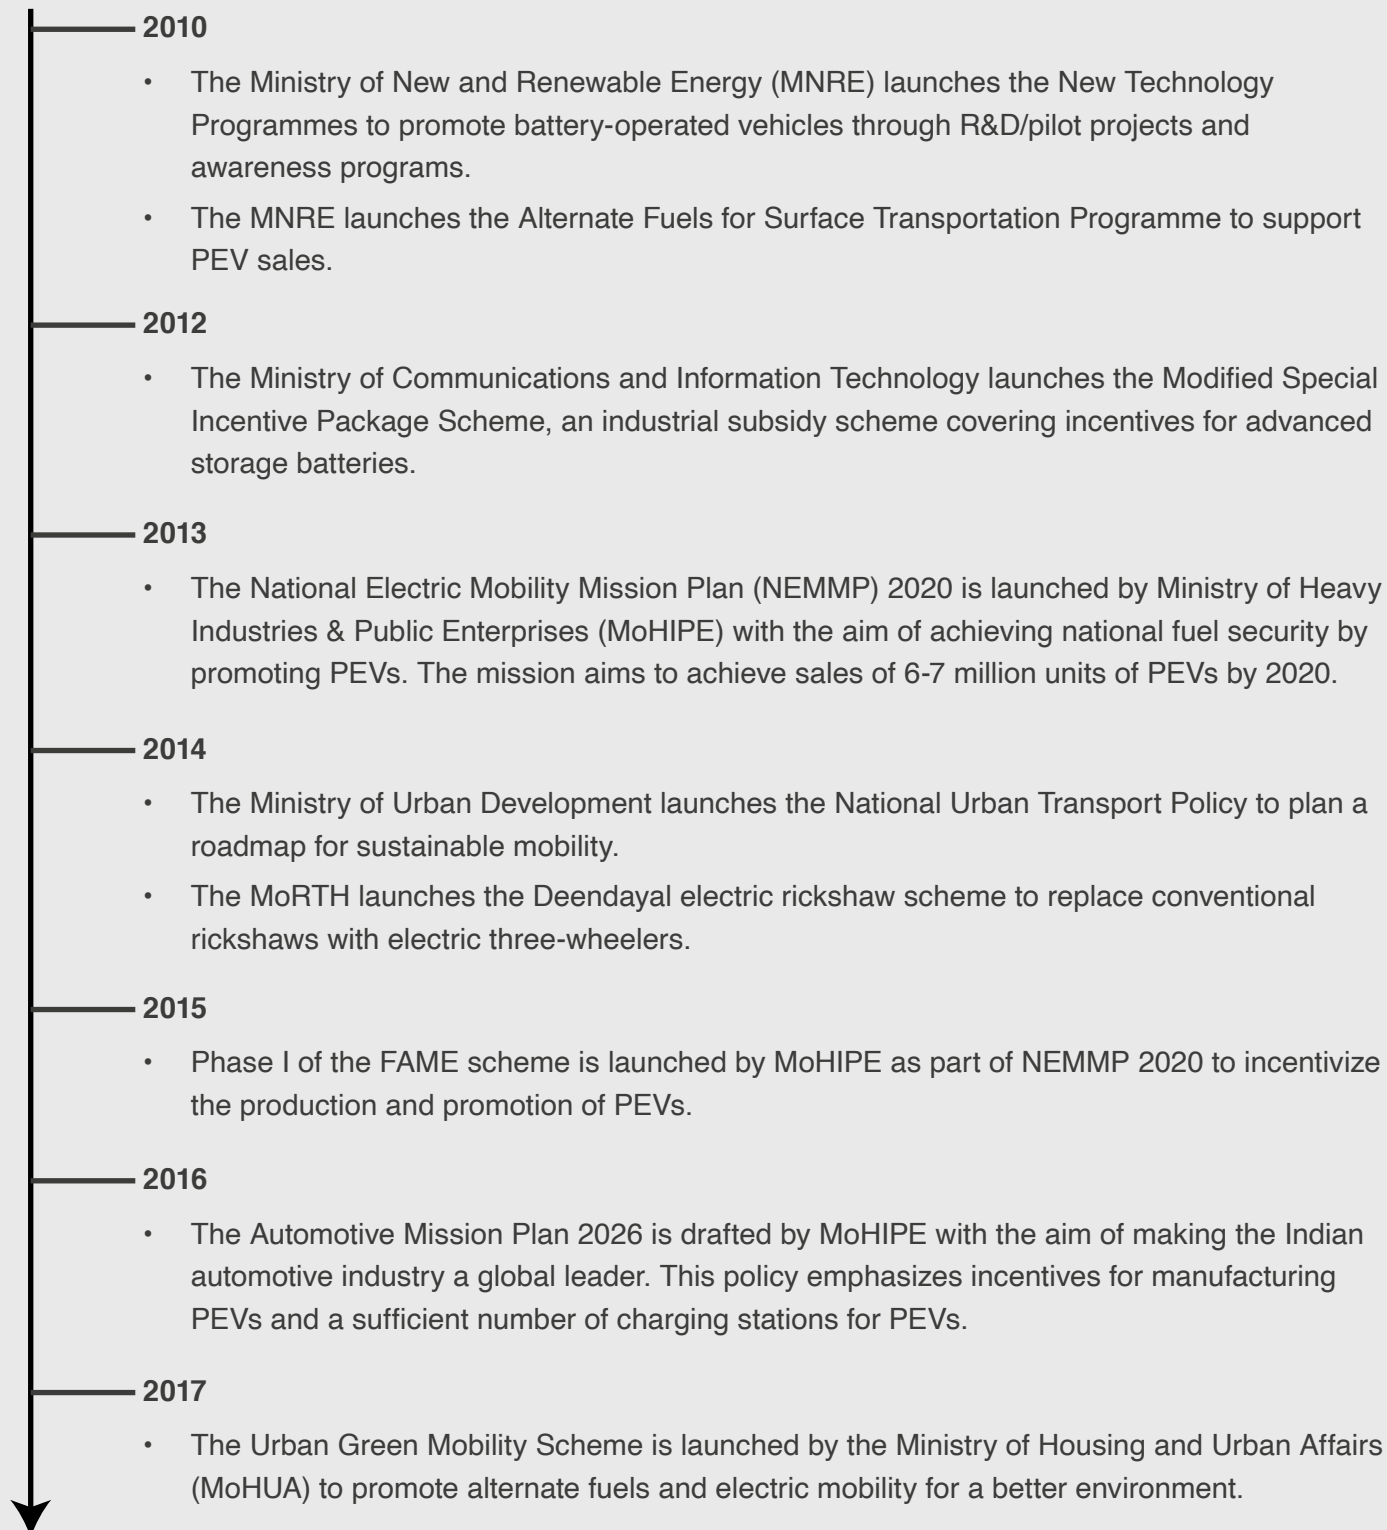 2010
• The Ministry of New and Renewable Energy (MNRE) launches the New Technology
Programmes to promote battery-operated vehicles through R&D/pilot projects and
awareness programs.
• The MNRE launches the Alternate Fuels for Surface Transportation Programme to support
PEV sales.
2012
• The Ministry of Communications and Information Technology launches the Modified Special
Incentive Package Scheme, an industrial subsidy scheme covering incentives for advanced
storage batteries.
2013
• The National Electric Mobility Mission Plan (NEMMP) 2020 is launched by Ministry of Heavy
Industries & Public Enterprises (MoHIPE) with the aim of achieving national fuel security by
promoting PEVs. The mission aims to achieve sales of 6-7 million units of PEVs by 2020.
2014
• The Ministry of Urban Development launches the National Urban Transport Policy to plan a
roadmap for sustainable mobility.
• The MoRTH launches the Deendayal electric rickshaw scheme to replace conventional
rickshaws with electric three-wheelers.
2015
• Phase I of the FAME scheme is launched by MoHIPE as part of NEMMP 2020 to incentivize
the production and promotion of PEVs.
2016
• The Automotive Mission Plan 2026 is drafted by MoHIPE with the aim of making the Indian
automotive industry a global leader. This policy emphasizes incentives for manufacturing
PEVs and a sufficient number of charging stations for PEVs.
2017
• The Urban Green Mobility Scheme is launched by the Ministry of Housing and Urban Affairs
(MoHUA) to promote alternate fuels and electric mobility for a better environment.